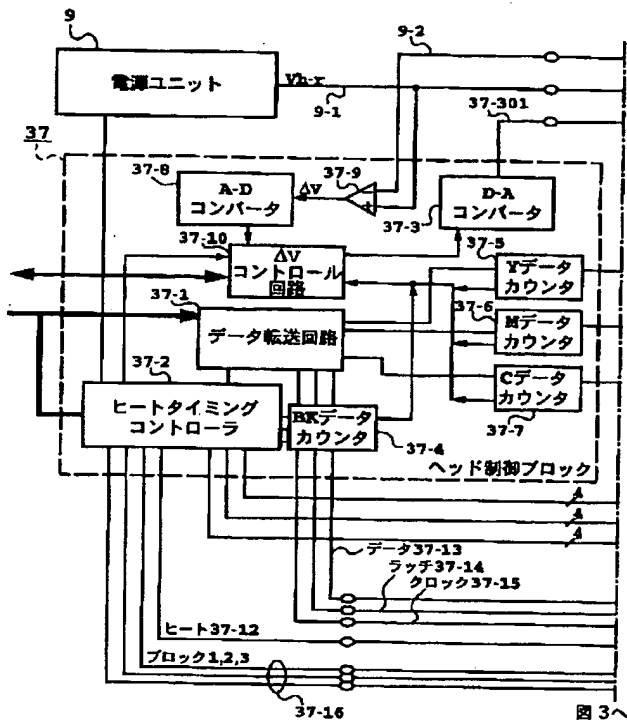 9
電源ユニット
Vh-r
9-1
9-2
37-301
37
37-8
A-D
コンバータ
ΔV
37-9
37-3
D-A
コンバータ
37-10
ΔV
コントロール
回路
37-5
Yデータ
カウンタ
37-1
データ転送回路
37-6
Mデータ
カウンタ
37-2
ヒートタイミング
コントローラ
Cデータ
カウンタ
37-7
BKデータ
カウンタ
37-4
ヘッド制御ブロック
4
4
4
データ37-13
ラッチ37-14
クロック37-15
ヒート37-12
ブロック1,2,3
37-16
図3へ